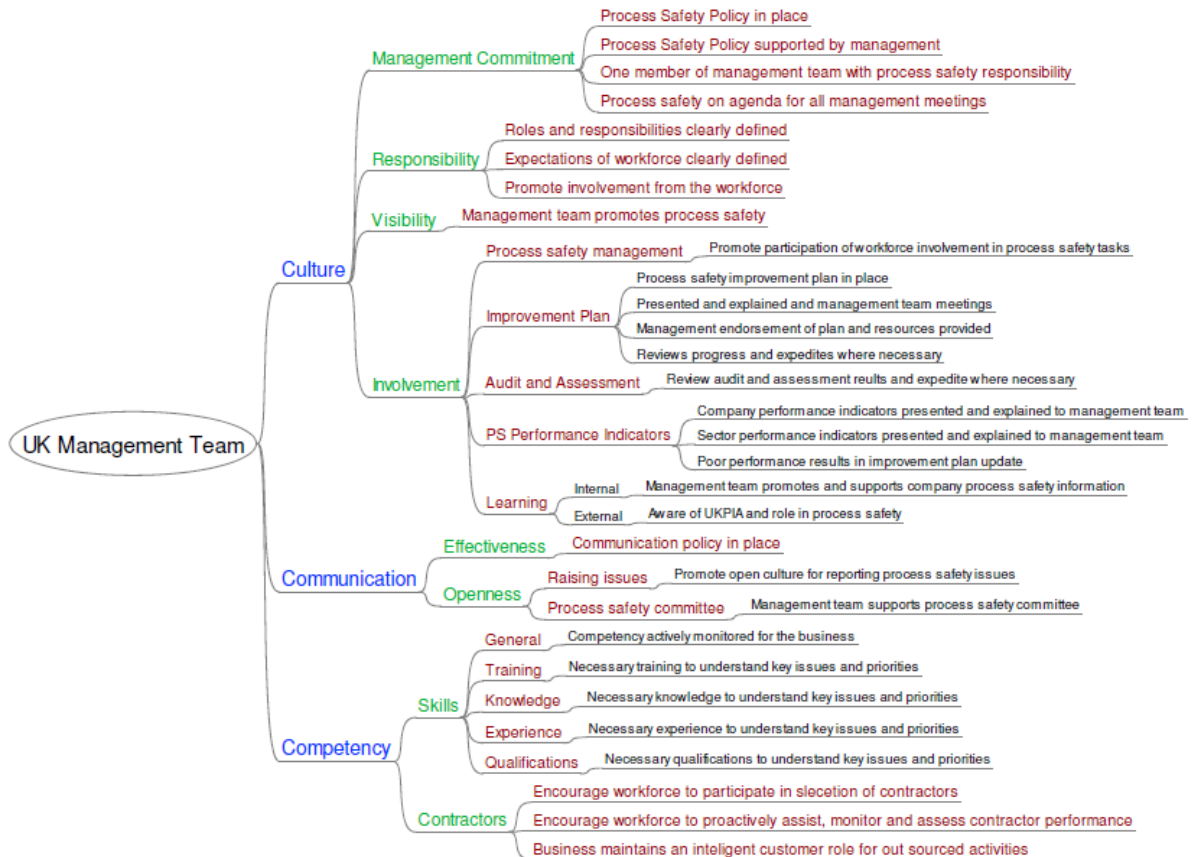 Process Safety Policy in place
Process Safety Policy supported by management
Management Commitment
One member of management team with process safety responsibility
Process safety on agenda for all management meetings
Roles and responsibilities clearly defined
Responsibility
Expectations of workforce clearly defined
Promote involvement from the workforce
Visibility
Management team promotes process safety
Culture
Process safety management
Promote participation of workforce involvement in process safety tasks
Process safety improvement plan in place
Presented and explained and management team meetings
Improvement Plan
Management endorsement of plan and resources provided
Reviews progress and expedites where necessary
Involvement
Audit and Assessment
Review audit and assessment reults and expedite where necessary
Company performance indicators presented and explained to management team
PS Performance Indicators
Sector performance indicators presented and explained to management team
Poor performance results in improvement plan update
UK Management Team
Learning
Internal
Management team promotes and supports company process safety information
External
Aware of UKPIA and role in process safety
Effectiveness
Communication policy in place
Communication
Openness
Raising issues
Promote open culture for reporting process safety issues
Process safety committee
Management team supports process safety committee
General
Competency actively monitored for the business
Training
Necessary training to understand key issues and priorities
Skills
Knowledge
Necessary knowledge to understand key issues and priorities
Experience
Necessary experience to understand key issues and priorities
Competency
Qualifications
Necessary qualifications to understand key issues and priorities
Encourage workforce to participate in slecetion of contractors
Contractors
Encourage workforce to proactively assist, monitor and assess contractor performance
Business maintains an inteligent customer role for out sourced activities